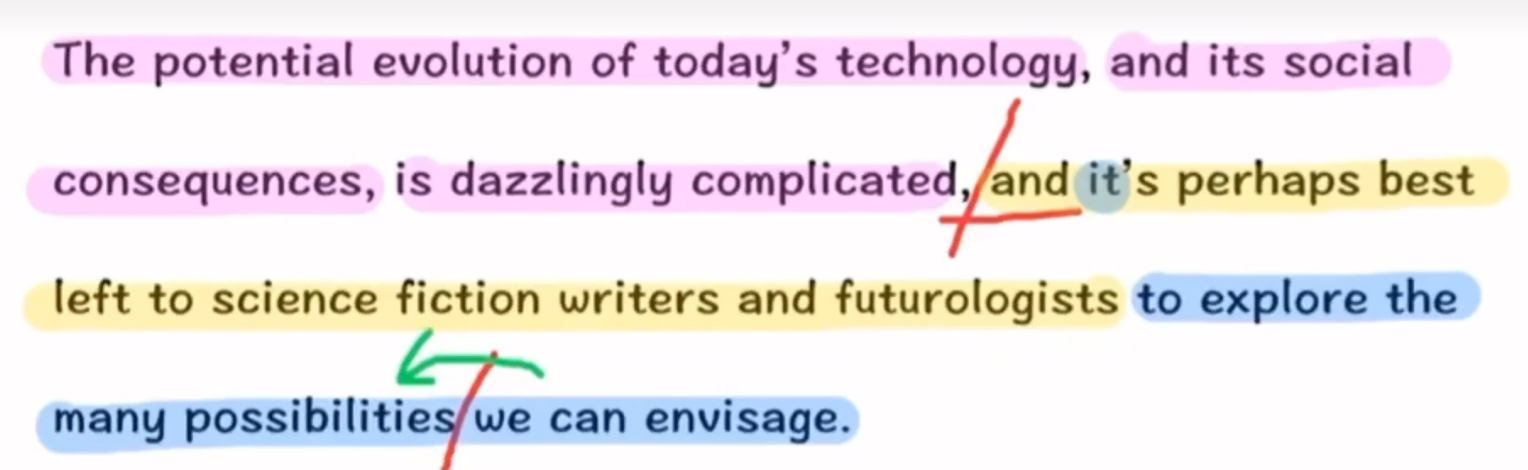 The potential evolution of today's technology, and its social
consequences, is dazzlingly complicated, and it's perhaps best
left to science fiction writers and futurologists to explore the
many possibilities we can envisage.